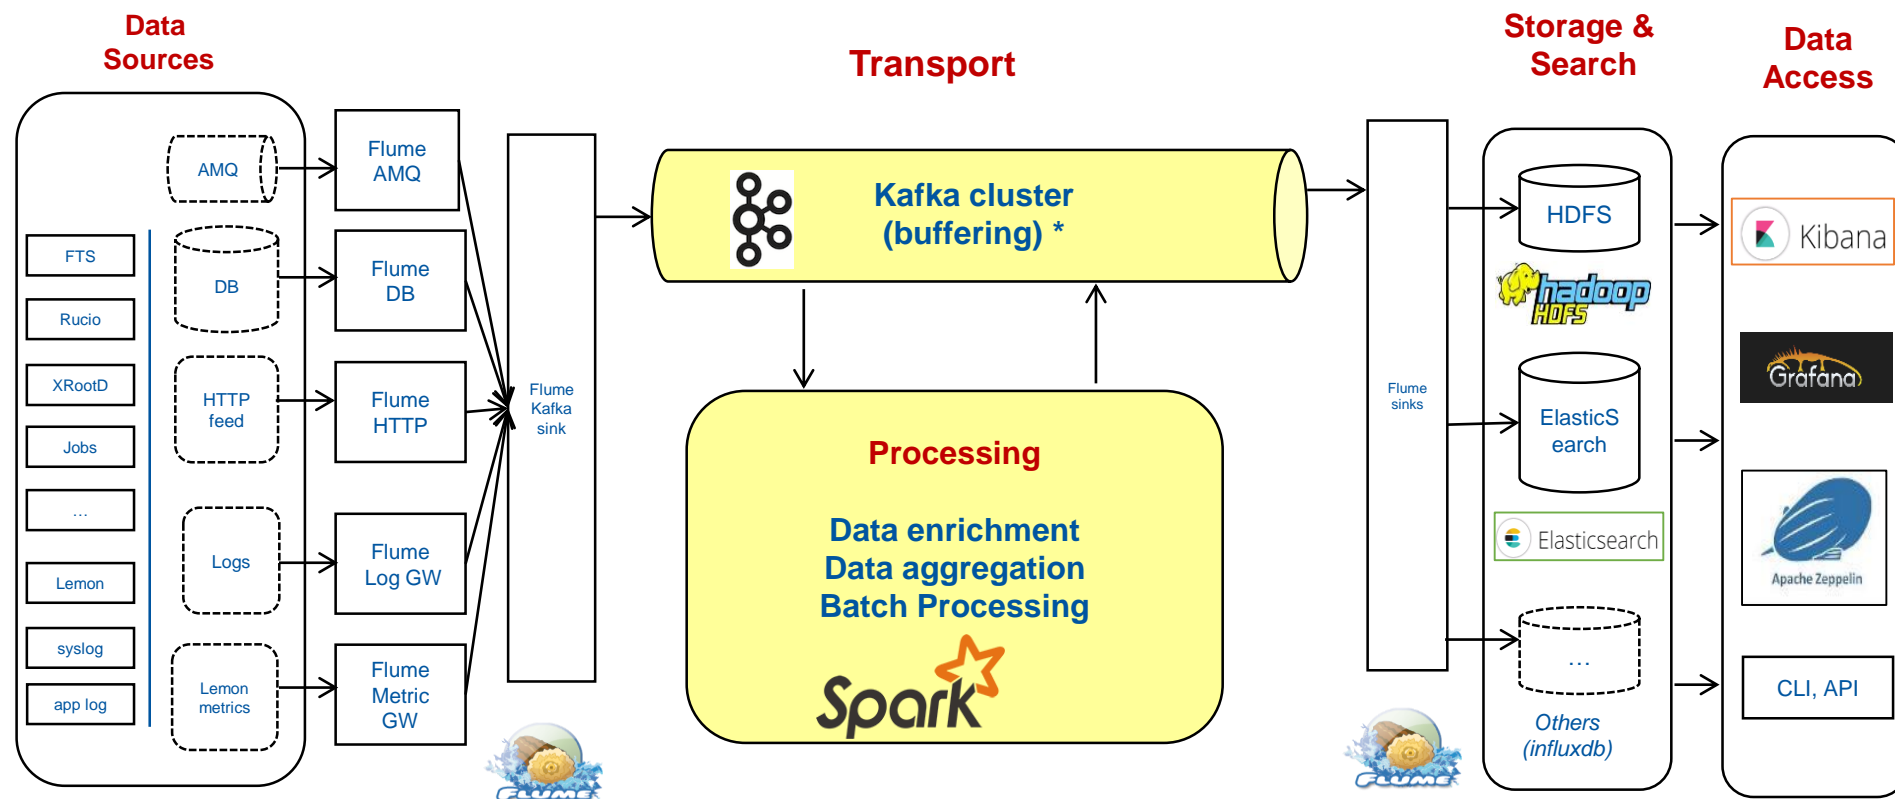 Data
Sources
Transport
Storage &
Search
Data
Access
FTS
Rucio
XRootD
Jobs
...
Lemon
syslog
app log
AMQ
DB
HTTP
feed
Logs
Lemon
metrics
Flume
AMQ
Flume
DB
Flume
HTTP
Flume
Log GW
Flume
Metric
GW
Flume
Kafka
sink
FLUME
Kafka cluster
(buffering) *
Processing
Data enrichment
Data aggregation
Batch Processing
Spark
Flume
sinks
FLUME
HDFS
hadoop
HDFS
ElasticS
earch
Elasticsearch
...
Others
(influxdb)
Kibana
Grafana
Apache Zeppelin
CLI, API